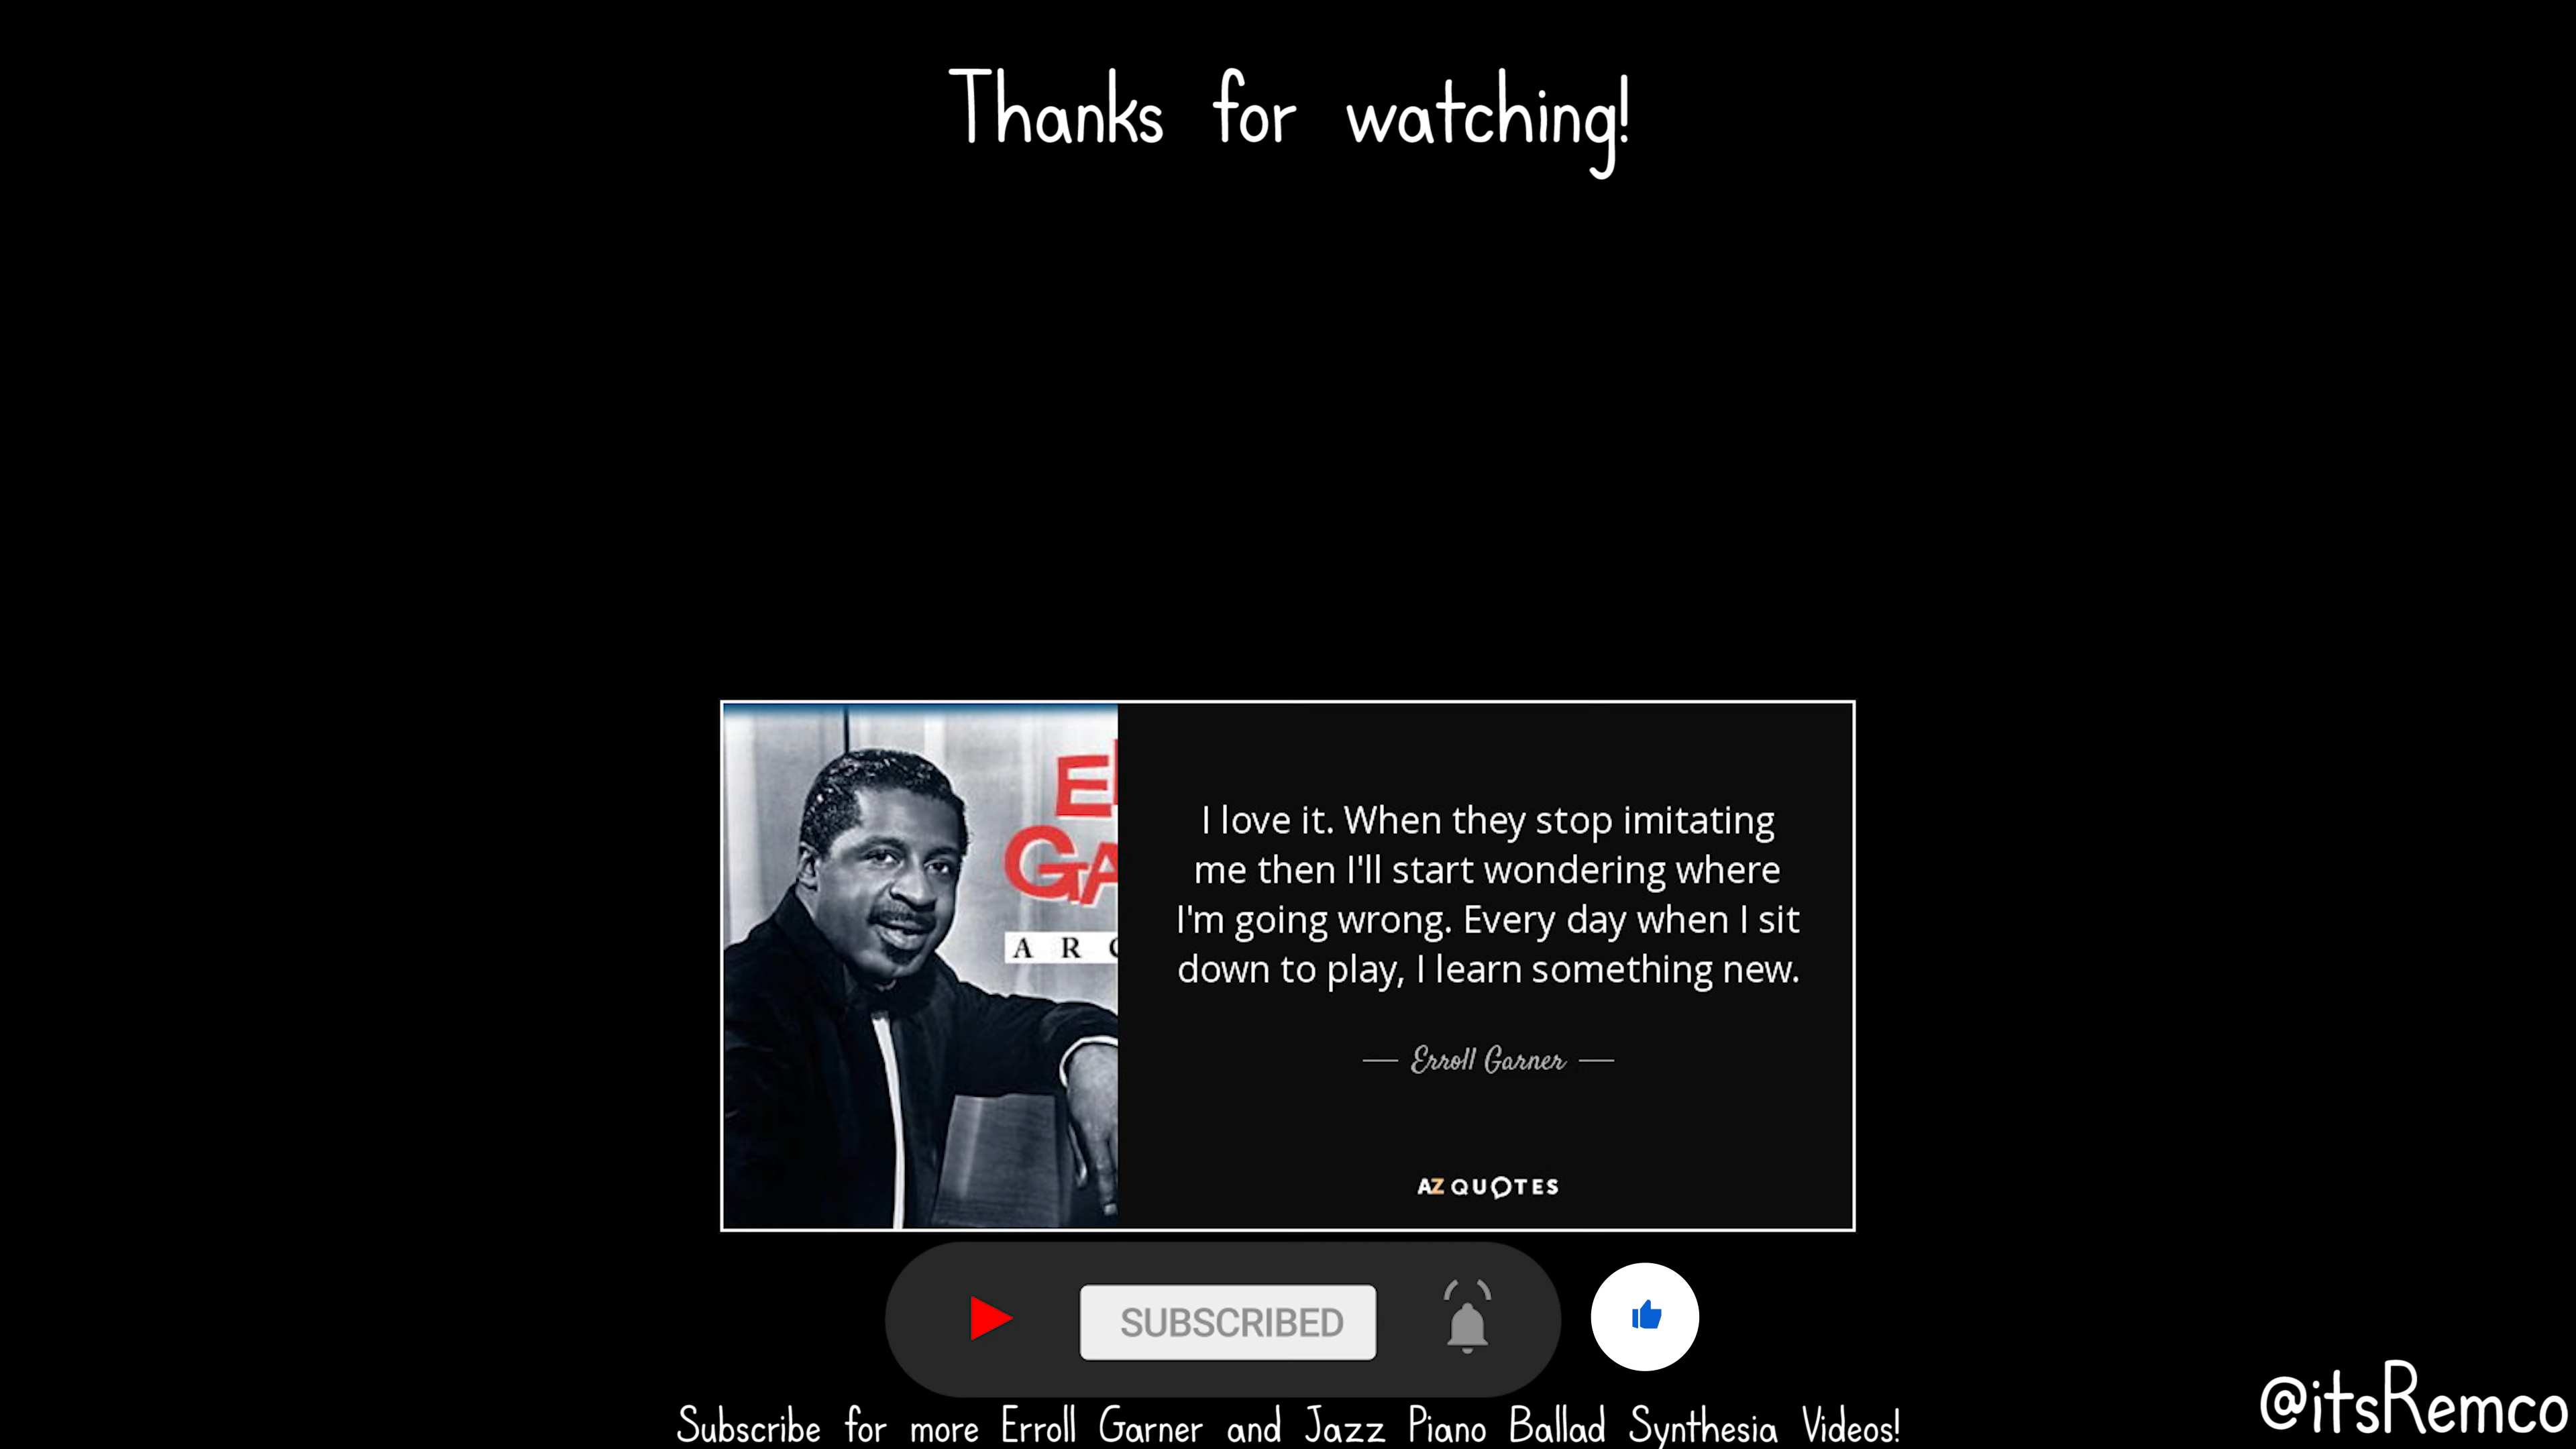 Thanks for watching!
E
GA
A R
I love it. When they stop imitating
me then I'll start wondering where
I'm going wrong. Every day when I sit
down to play, I learn something new.
— Erroll Garner —
AZ QUOTES
SUBSCRIBED
Subscribe for more Erroll Garner and Jazz Piano Ballad Synthesia Videos!
@itsRemco